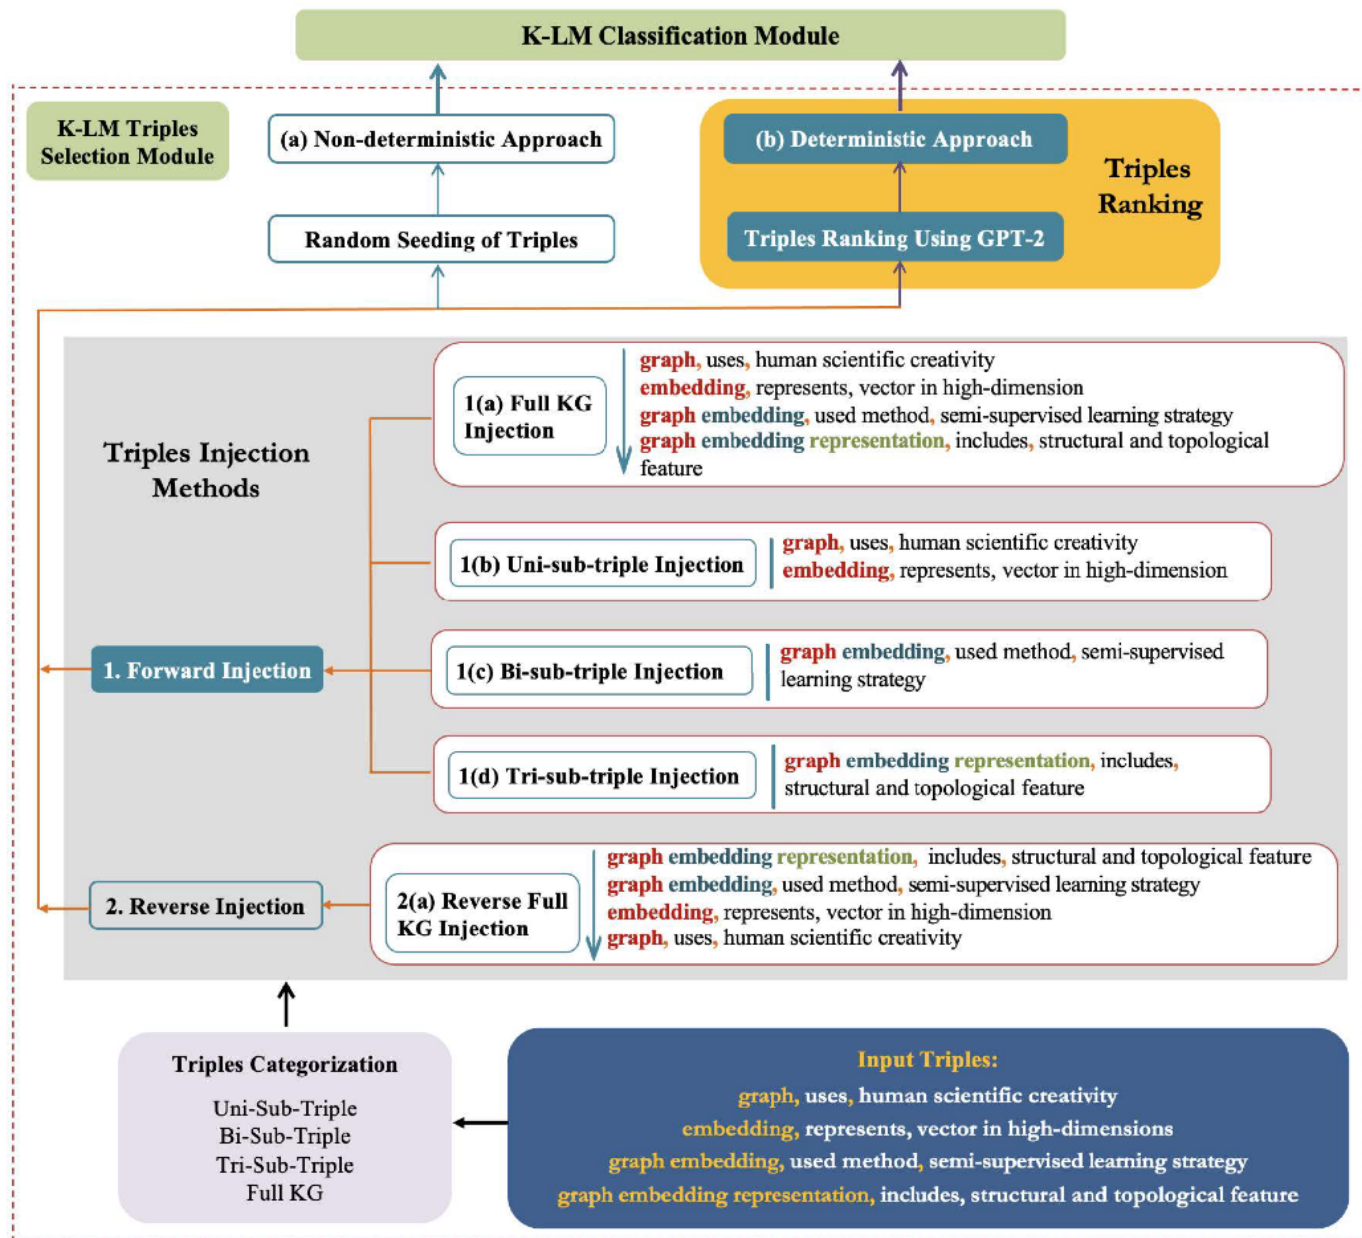 K-LM Classification Module
K-LM Triples
Selection Module
(a) Non-deterministic Approach
(b) Deterministic Approach
Triples
Ranking
Random Seeding of Triples
Triples Ranking Using GPT-2
Triples Injection
Methods
1(a) Full KG
Injection
graph, uses, human scientific creativity
embedding, represents, vector in high-dimension
graph embedding, used method, semi-supervised learning strategy
graph embedding representation, includes, structural and topological
feature
1(b) Uni-sub-triple Injection
graph, uses, human scientific creativity
embedding, represents, vector in high-dimension
1. Forward Injection
1(c) Bi-sub-triple Injection
graph embedding, used method, semi-supervised
learning strategy
1(d) Tri-sub-triple Injection
graph embedding representation, includes,
structural and topological feature
2. Reverse Injection
2(a) Reverse Full
KG Injection
graph embedding representation, includes, structural and topological feature
graph embedding, used method, semi-supervised learning strategy
embedding, represents, vector in high-dimension
graph, uses, human scientific creativity
Triples Categorization
Uni-Sub-Triple
Bi-Sub-Triple
Tri-Sub-Triple
Full KG
Input Triples:
graph, uses, human scientific creativity
embedding, represents, vector in high-dimensions
graph embedding, used method, semi-supervised learning strategy
graph embedding representation, includes, structural and topological feature